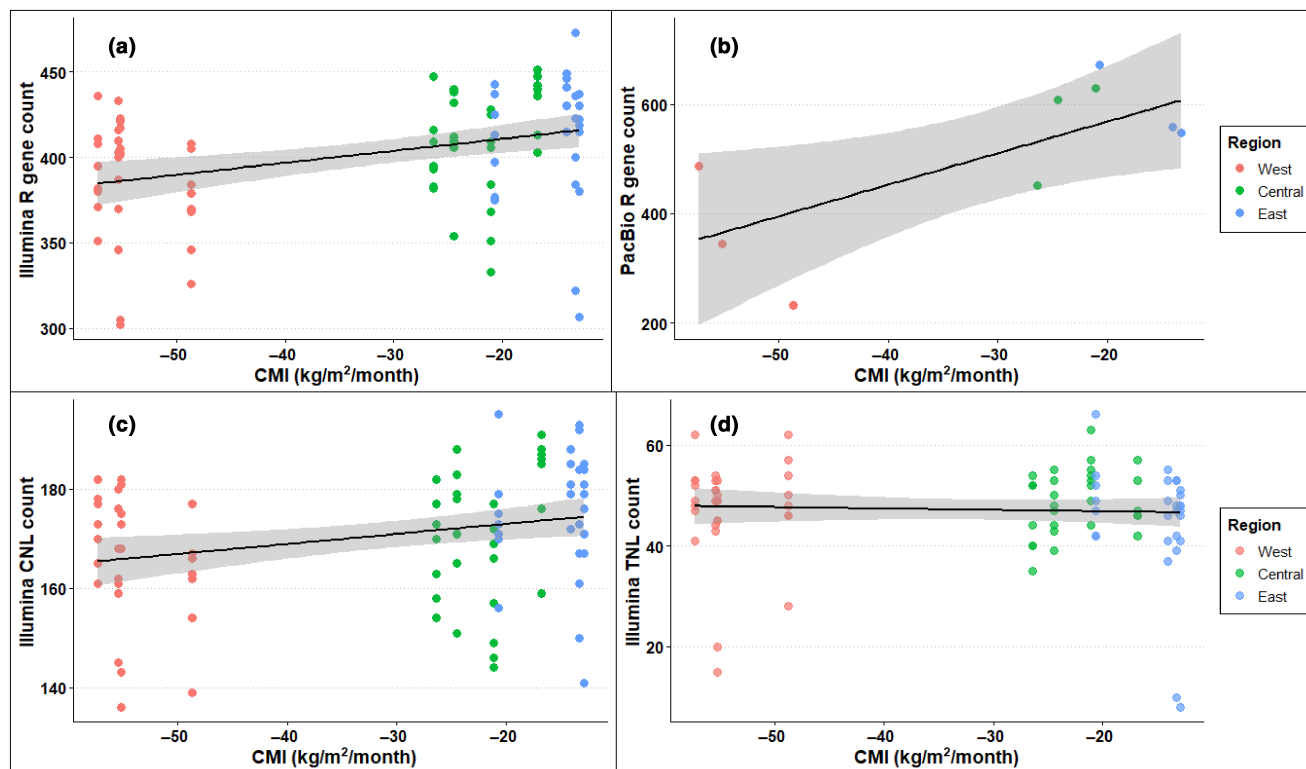 (a)
Illumina R gene count
450
400
350
300
–50
–40
–30
–20
CMI (kg/m²/month)
(b)
PacBio R gene count
600
400
200
–50
–40
–30
–20
CMI (kg/m²/month)
Region
West
Central
East
(c)
Illumina CNL count
180
160
140
–50
–40
–30
–20
CMI (kg/m²/month)
(d)
Illumina TNL count
60
40
20
–50
–40
–30
–20
CMI (kg/m²/month)
Region
West
Central
East